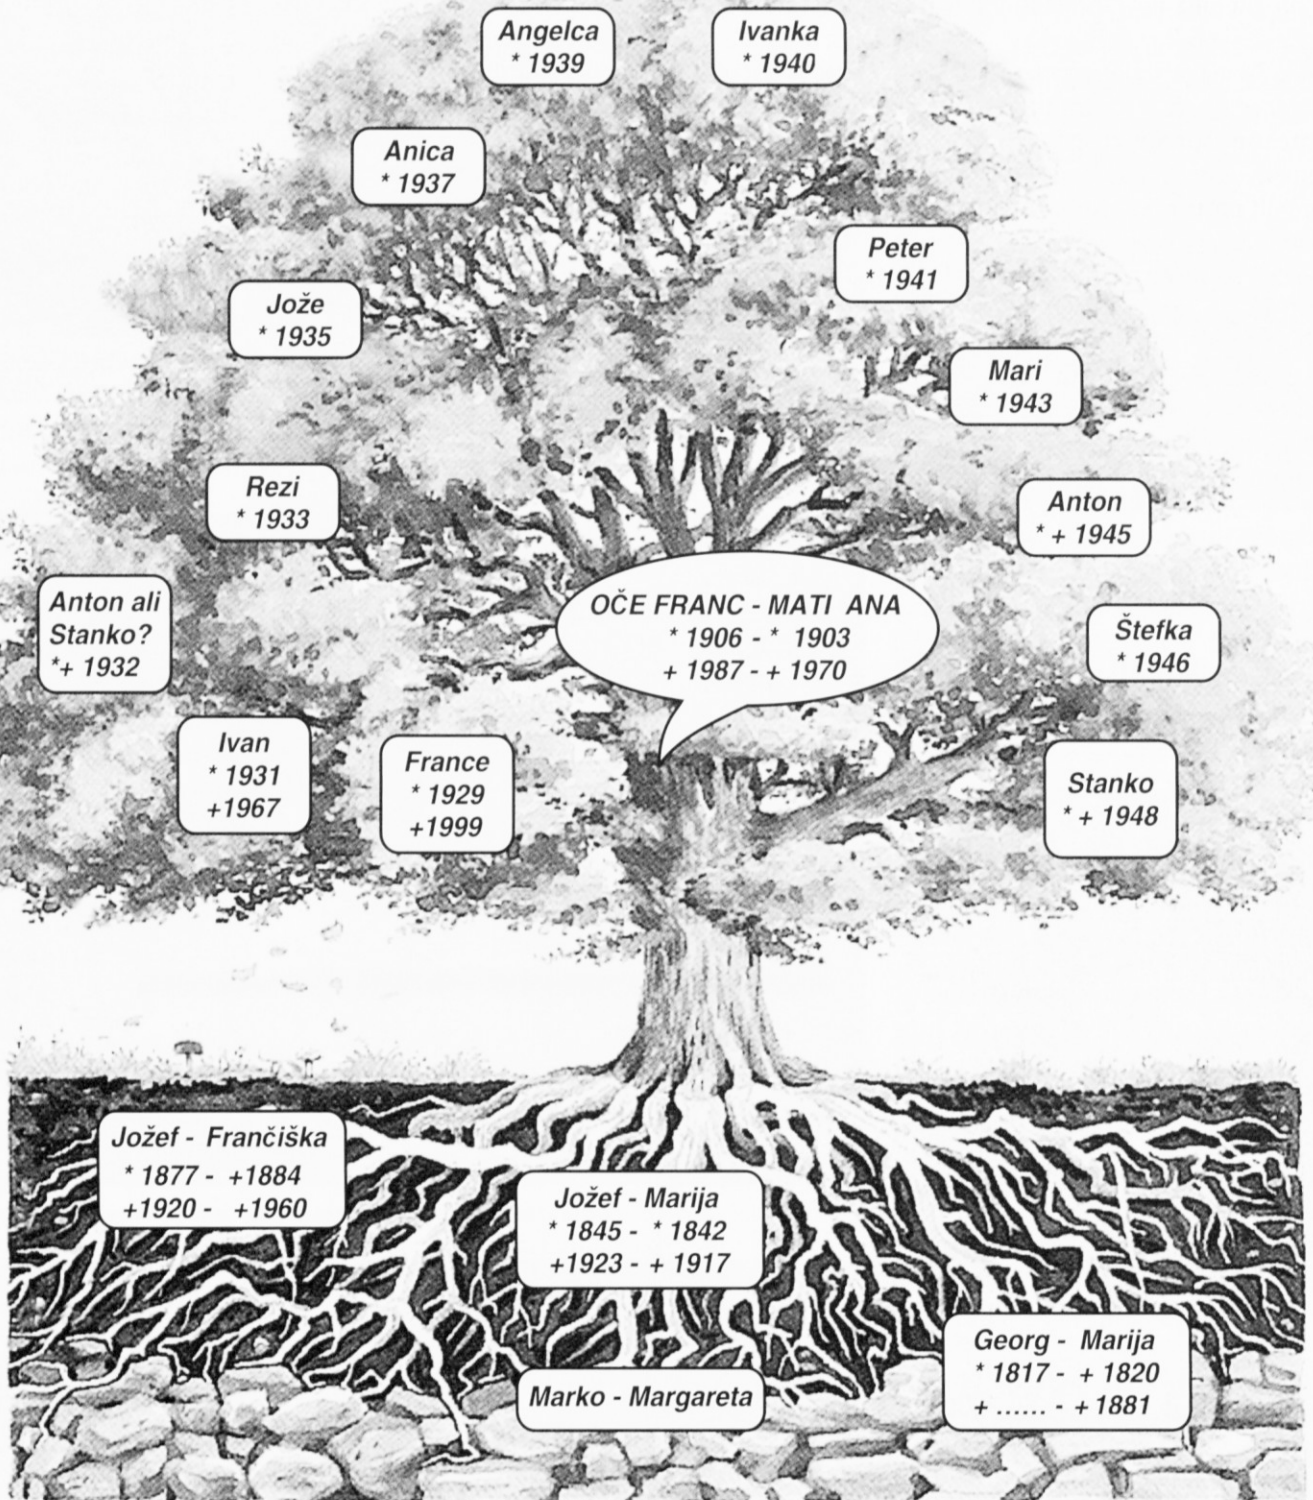 Angelca
* 1939
Ivanka
* 1940
Anica
* 1937
Peter
* 1941
Jože
* 1935
Mari
* 1943
Rezi
* 1933
Anton
* + 1945
Anton ali
Stanko?
*+ 1932
OČE FRANC - MATI ANA
* 1906 - * 1903
+ 1987 - + 1970
Štefka
* 1946
Ivan
* 1931
+1967
France
* 1929
+1999
Stanko
* + 1948
Jožef - Frančiška
* 1877 - +1884
+1920 - +1960
Jožef - Marija
* 1845 - * 1842
+1923 - + 1917
Georg - Marija
* 1817 - + 1820
+ ...... - + 1881
Marko - Margareta